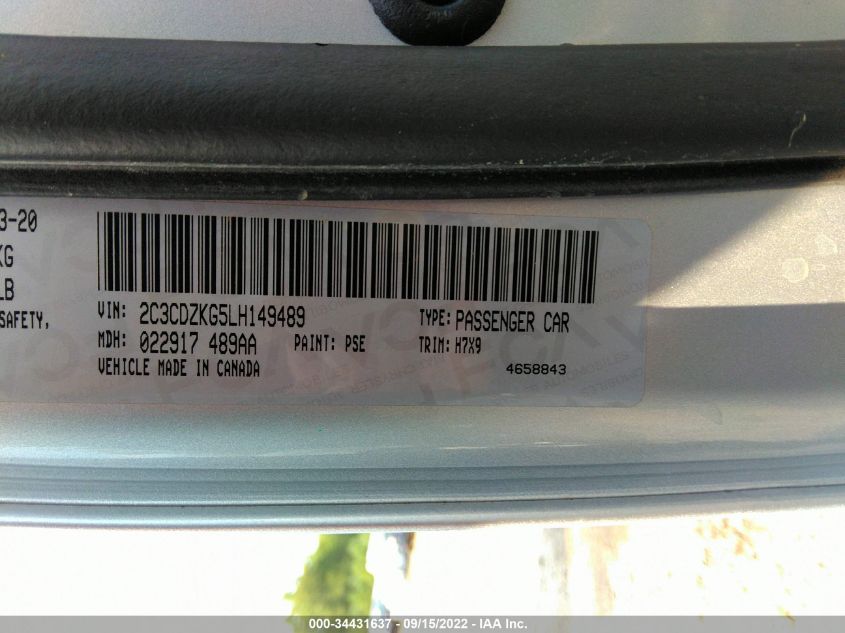 3-20
KG
LB
SAFETY,
VIN: 2C3CDZKG5LH149489 TYPE: PASSENGER CAR
MDH: 022917 489AA PAINT: PSE TRIM: H7X9
VEHICLE MADE IN CANADA 4658843
000-34431637 - 09/15/2022 - IAA Inc.